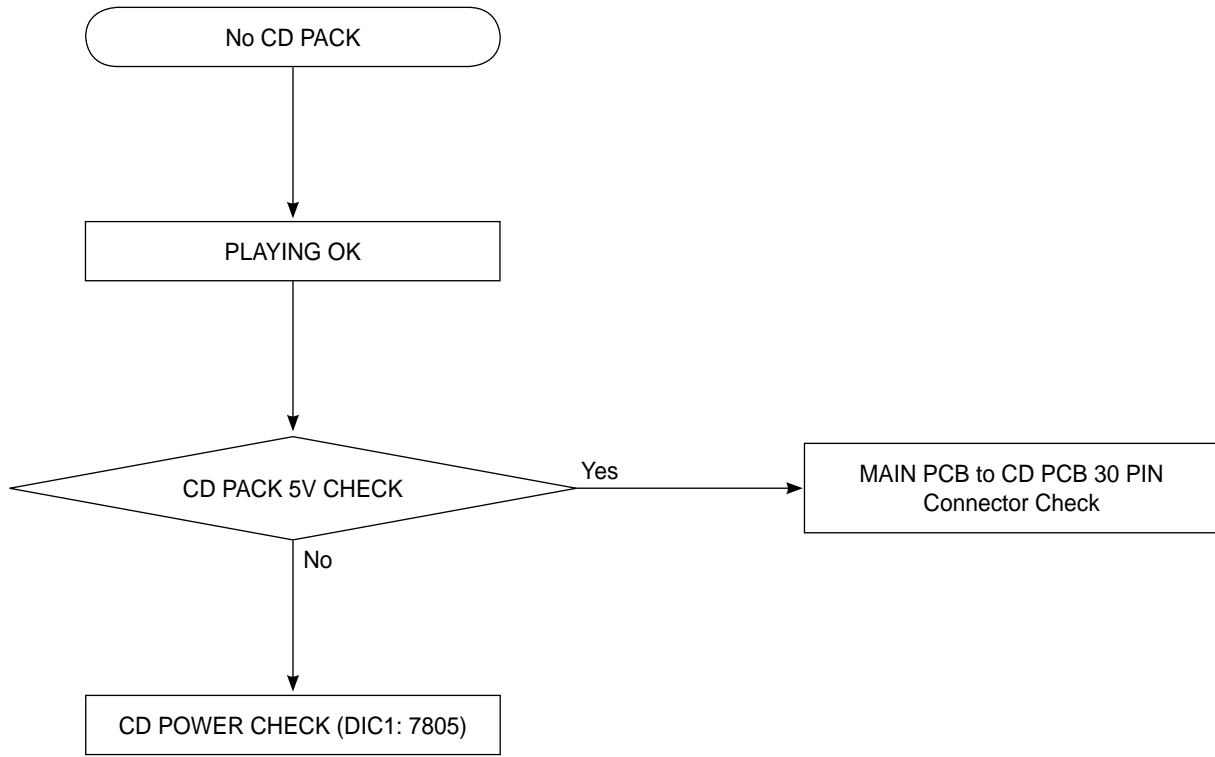 No CD PACK
PLAYING OK
CD PACK 5V CHECK
Yes
MAIN PCB to CD PCB 30 PIN
Connector Check
No
CD POWER CHECK (DIC1: 7805)